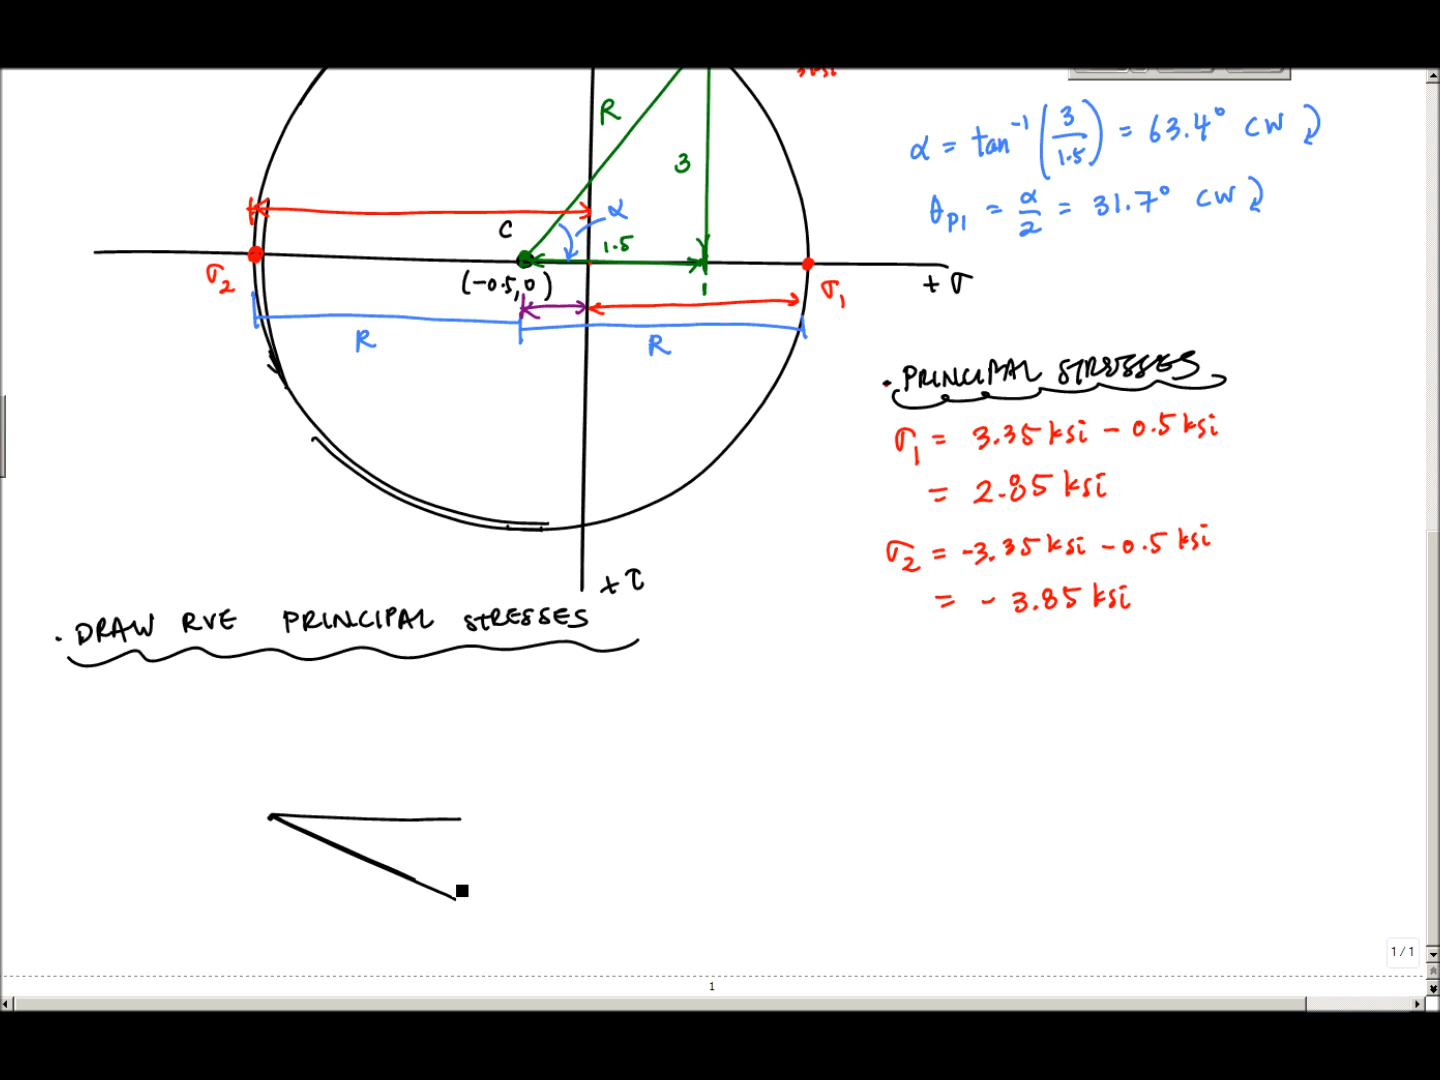 R
3
α = tan⁻¹(3/1.5) = 63.4° CW
θP1 = α/2 = 31.7° CW
α
C
1.5
σ2
(-0.5,0)
1
σ1
+ σ
R
R
. PRINCIPAL STRESSES
σ1 = 3.35 ksi - 0.5 ksi
= 2.85 ksi
σ2 = -3.35 ksi - 0.5 ksi
= - 3.85 ksi
+ τ
. DRAW RVE PRINCIPAL STRESSES
1 / 1
1